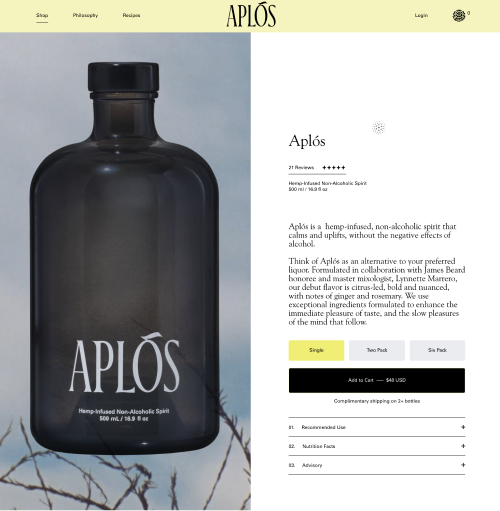 Shop
Philosophy
Recipes
APLÓS
Login
0
APLÓS
Hemp-Infused Non-Alcoholic Spirit
500 mL / 16.9 fl oz
Aplós
21 Reviews
Hemp-Infused Non-Alcoholic Spirit
500 ml / 16.9 fl oz
Aplós is a hemp-infused, non-alcoholic spirit that
calms and uplifts, without the negative effects of
alcohol.
Think of Aplós as an alternative to your preferred
liquor. Formulated in collaboration with James Beard
honoree and master mixologist, Lynnette Marrero,
our debut flavor is citrus-led, bold and nuanced,
with notes of ginger and rosemary. We use
exceptional ingredients formulated to enhance the
immediate pleasure of taste, and the slow pleasures
of the mind that follow.
Single
Two Pack
Six Pack
Add to Cart — $48 USD
Complimentary shipping on 2+ bottles
01. Recommended Use +
02. Nutrition Facts +
03. Advisory +